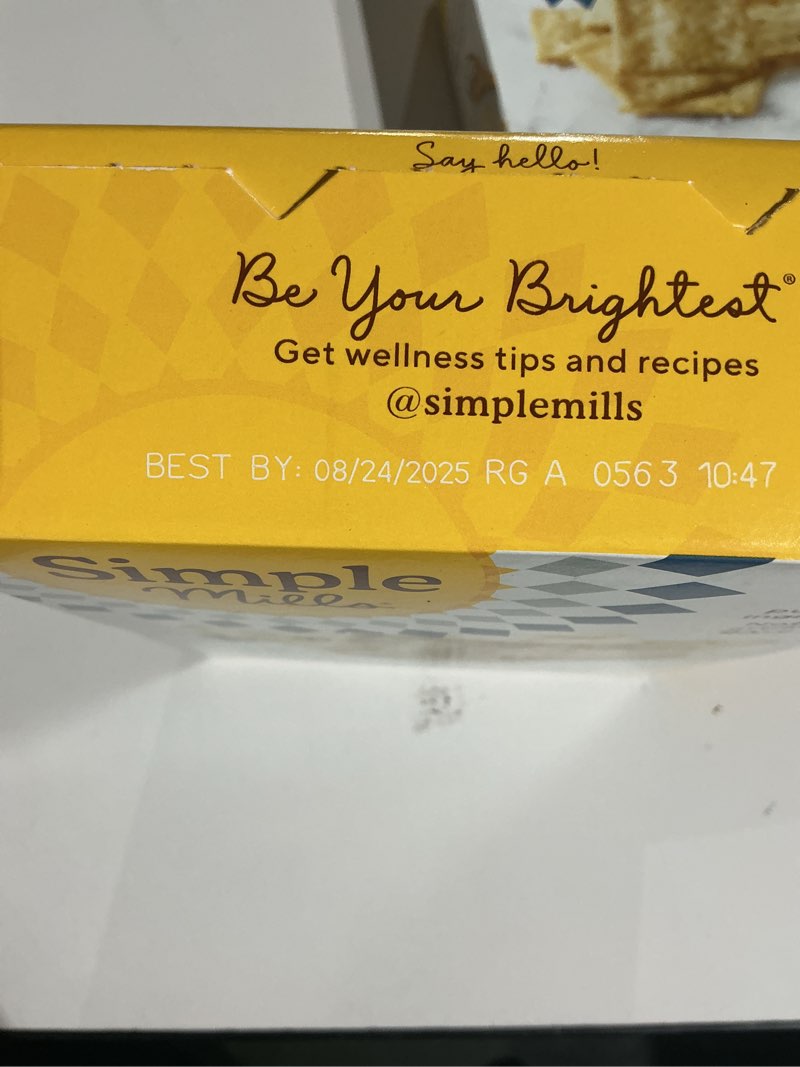 Say hello!
Be Your Brightest®
Get wellness tips and recipes
@simplemills
BEST BY: 08/24/2025 RG A 0563 10:47
Simple
Mills